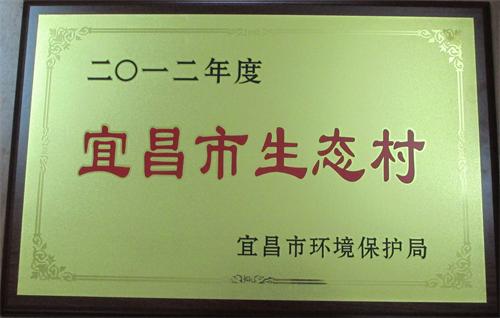 二〇一二年度
宜昌市生态村
宜昌市环境保护局